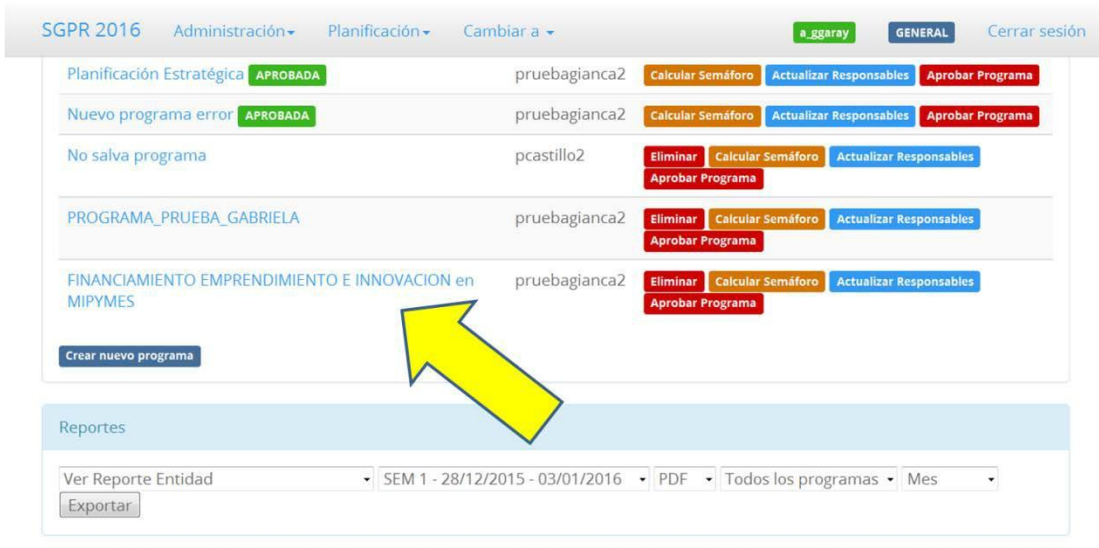 SGPR 2016 Administración Planificación Cambiar a a_ggaray GENERAL Cerrar sesión
Planificación Estratégica APROBADA pruebagianca2 Calcular Semáforo Actualizar Responsables Aprobar Programa
Nuevo programa error APROBADA pruebagianca2 Calcular Semáforo Actualizar Responsables Aprobar Programa
No salva programa pcastillo2 Eliminar Calcular Semáforo Actualizar Responsables
Aprobar Programa
PROGRAMA_PRUEBA_GABRIELA pruebagianca2 Eliminar Calcular Semáforo Actualizar Responsables
Aprobar Programa
FINANCIAMIENTO EMPRENDIMIENTO E INNOVACION en pruebagianca2 Eliminar Calcular Semáforo Actualizar Responsables
MIPYMES Aprobar Programa
Crear nuevo programa
Reportes
Ver Reporte Entidad SEM 1 - 28/12/2015 - 03/01/2016 PDF Todos los programas Mes
Exportar